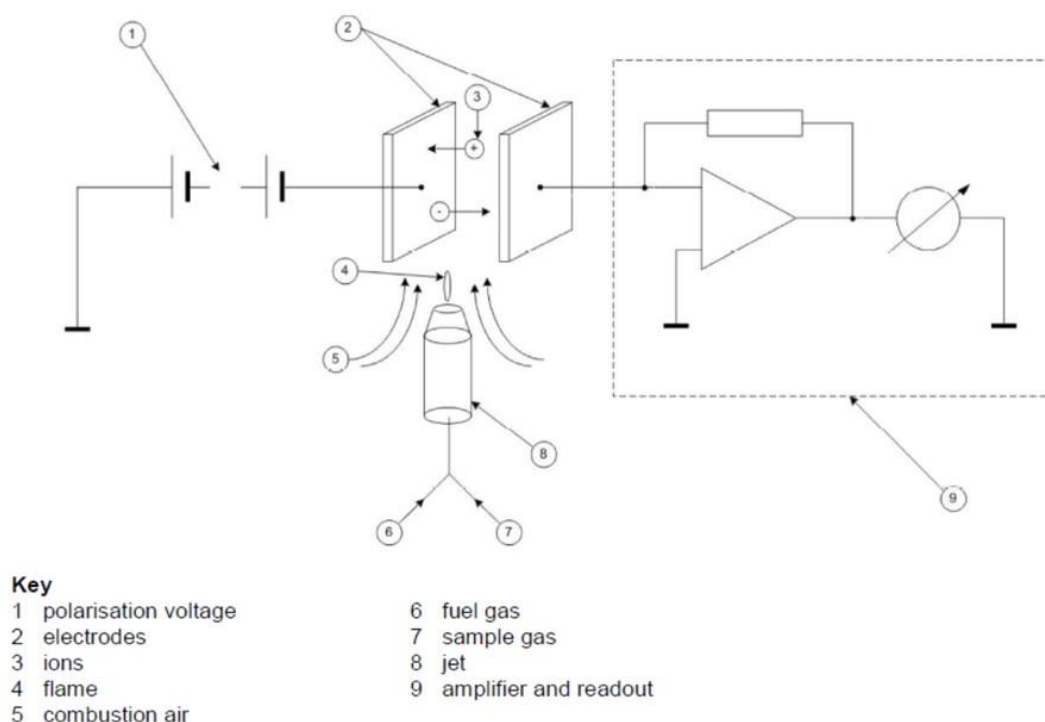 1
2
3
+
-
4
5
8
9
6
7
Key
1 polarisation voltage
2 electrodes
3 ions
4 flame
5 combustion air
6 fuel gas
7 sample gas
8 jet
9 amplifier and readout